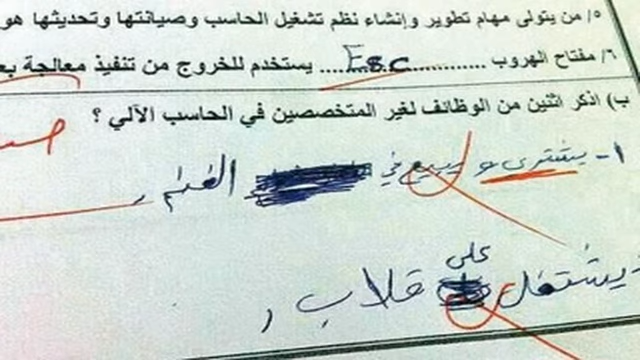 ٥/ من يتولى مهام تطوير وإنشاء نظم تشغيل الحاسب وصيانتها وتحديثها هو
٦/ مفتاح الهروب ........Esc........ يستخدم للخروج من تنفيذ معالجة
ب) اذكر اثنين من الوظائف لغير المتخصصين في الحاسب الآلي ؟
١- يشتري و يبيع في الغنم
يشتغل على قلاب